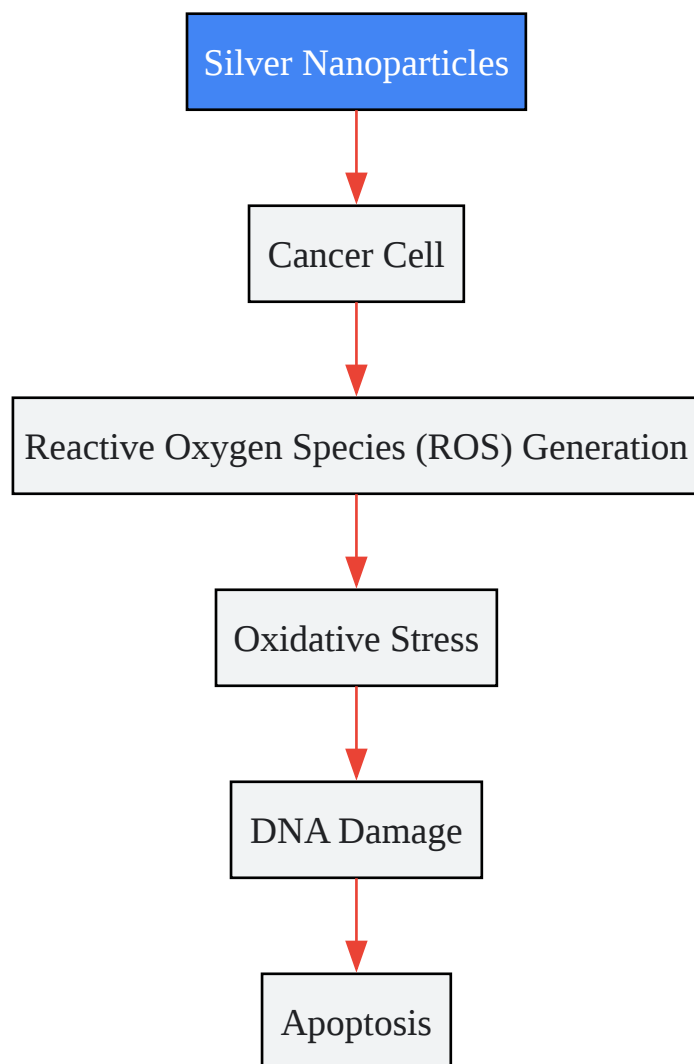 Silver Nanoparticles
Cancer Cell
Reactive Oxygen Species (ROS) Generation
Oxidative Stress
DNA Damage
Apoptosis